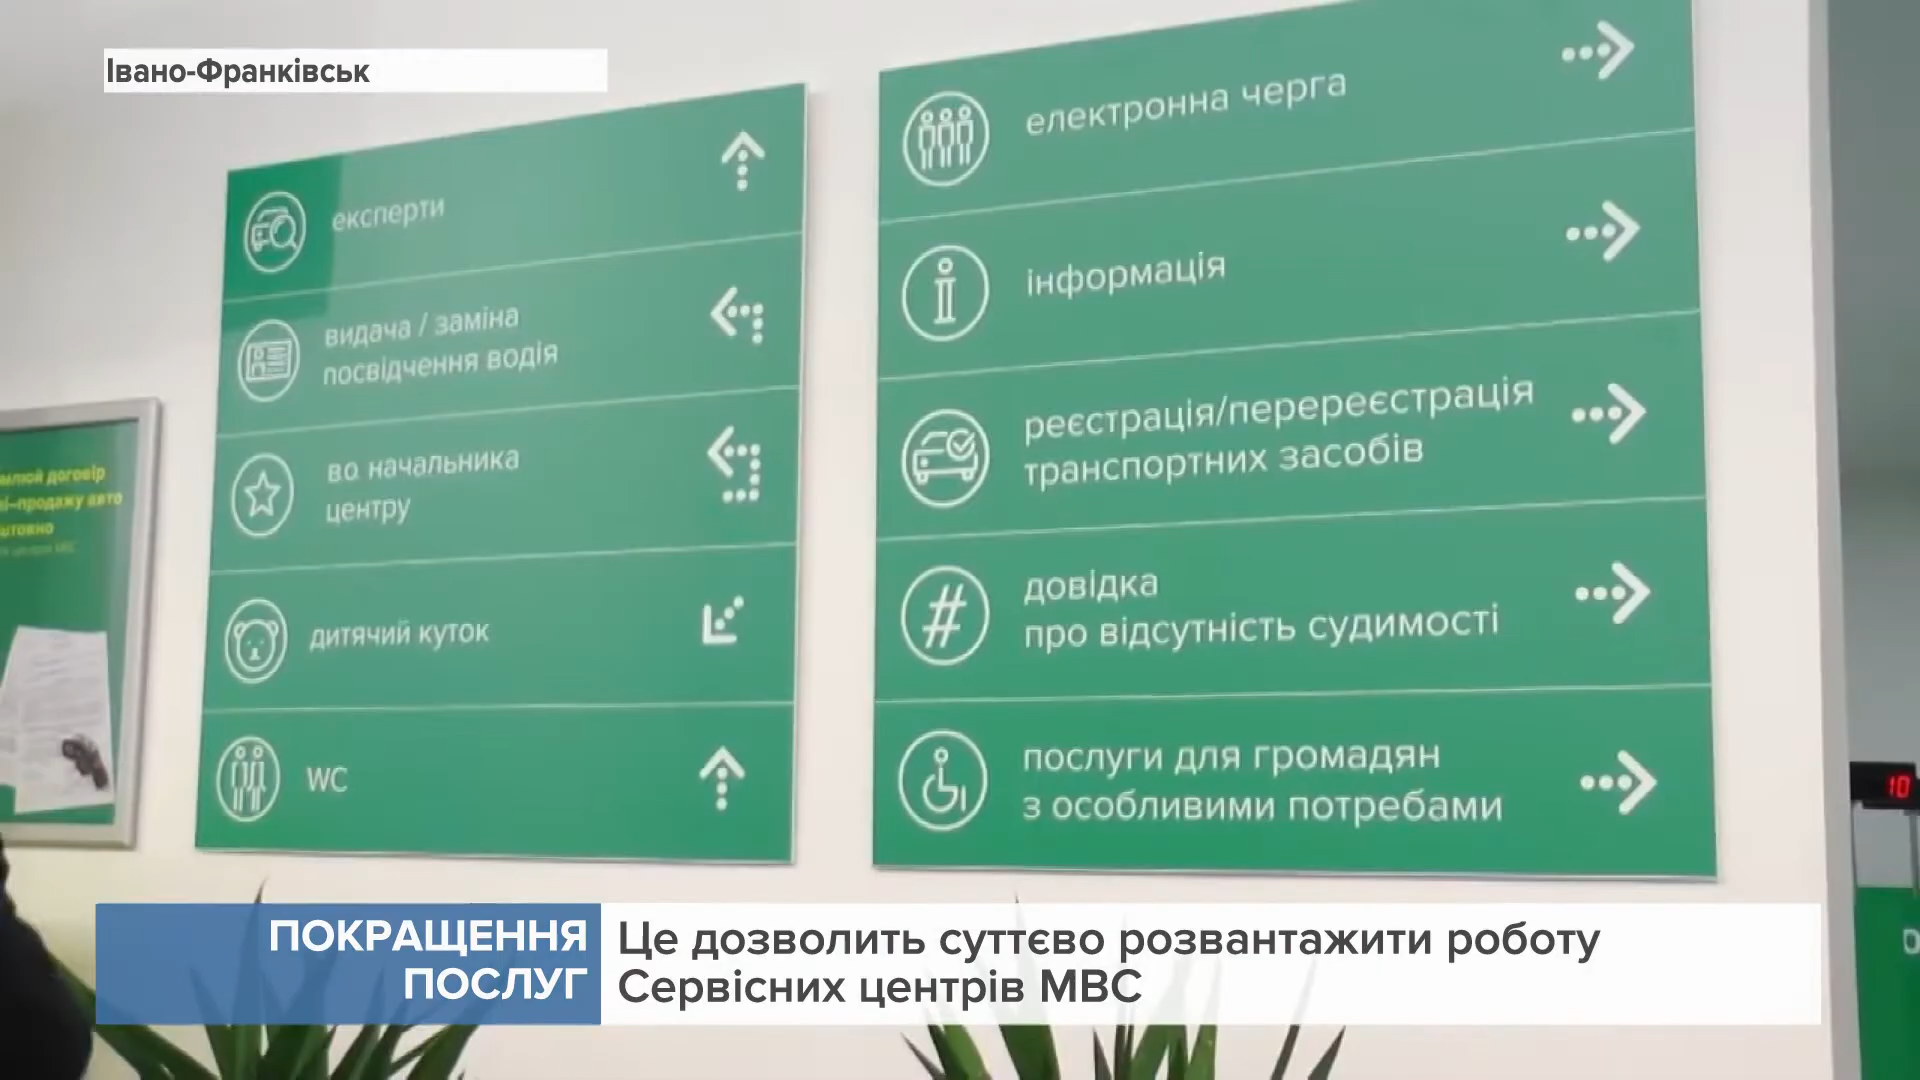 Івано-Франківськ
експерти
видача / заміна
посвідчення водія
во начальника
центру
дитячий куток
WC
електронна черга
інформація
реєстрація/перереєстрація
транспортних засобів
довідка
про відсутність судимості
послуги для громадян
з особливими потребами
договір
авто
10
ПОКРАЩЕННЯ
ПОСЛУГ
Це дозволить суттєво розвантажити роботу
Сервісних центрів МВС